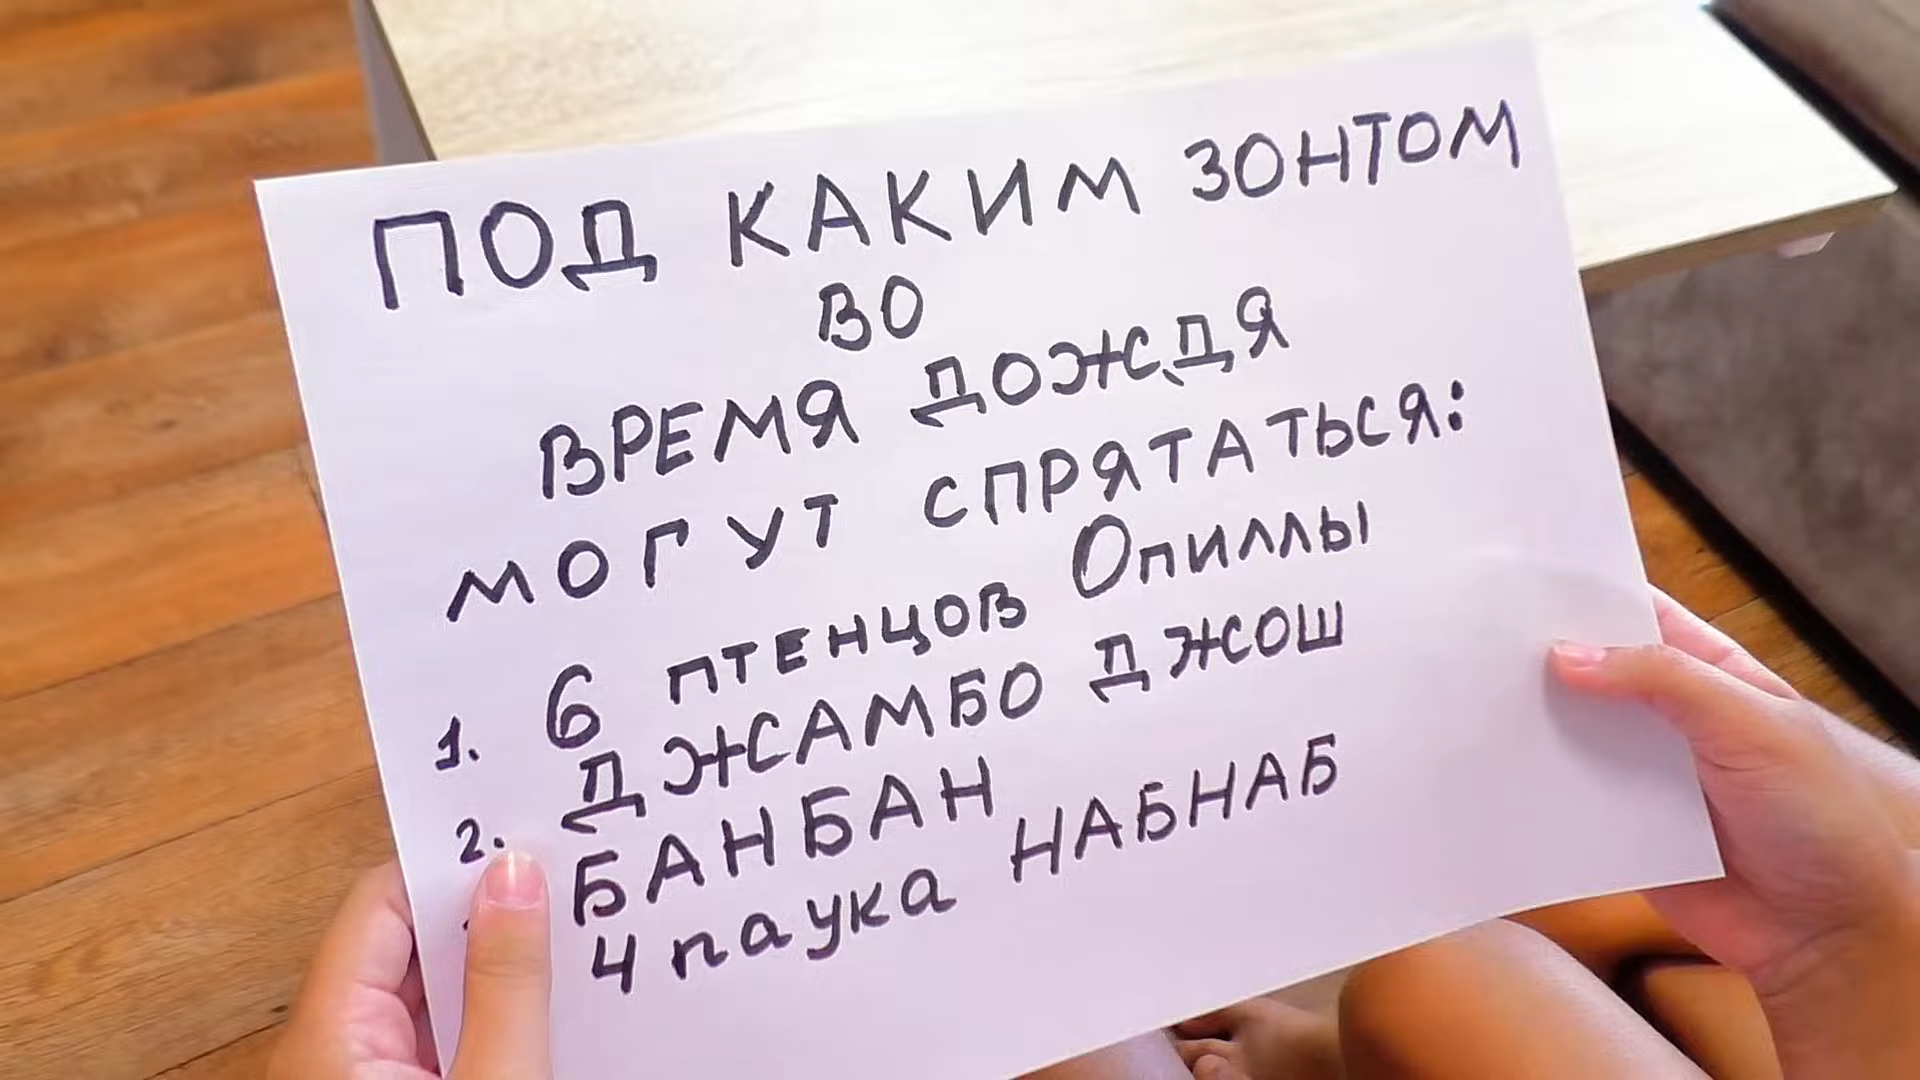 ПОД КАКИМ ЗОНТОМ
ВО
ВРЕМЯ ДОЖДЯ
МОГУТ СПРЯТАТЬСЯ:
1. 6 ПТЕНЦОВ ОПИЛЛЫ
2. ДЖАМБО ДЖОШ
БАНБАН
4 паука НАБНАБ